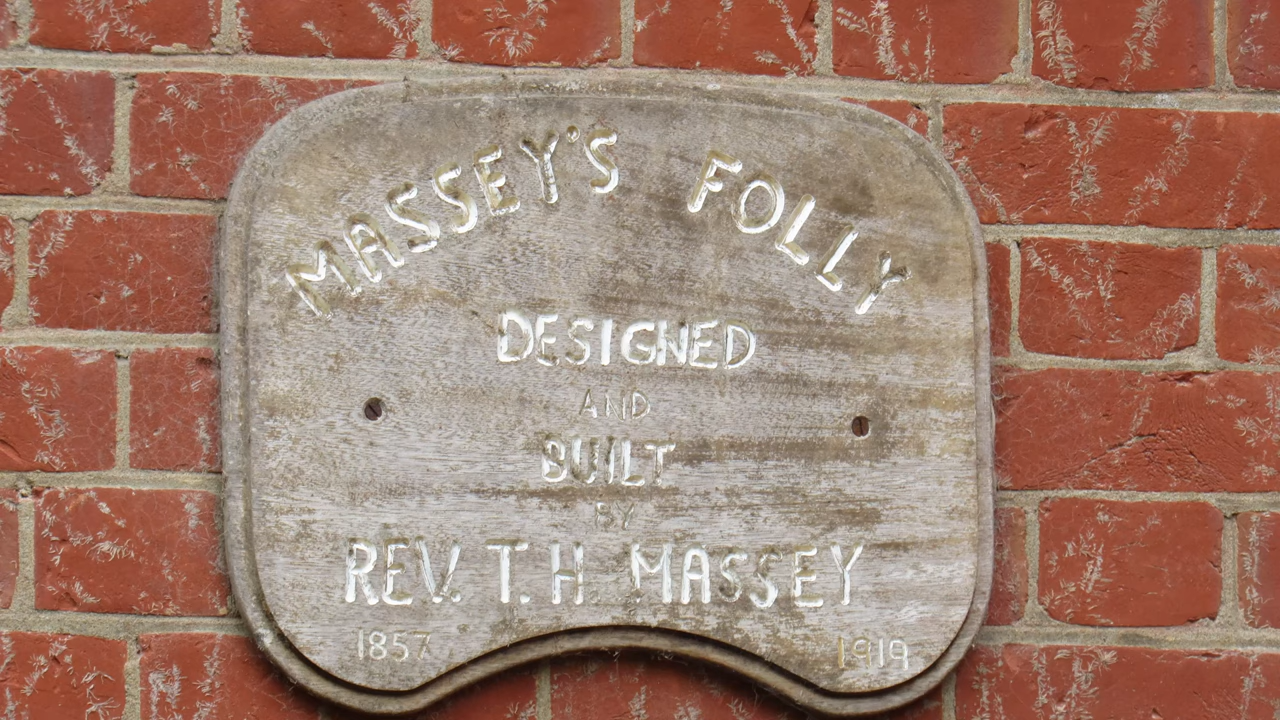 MASSEY'S FOLLY
DESIGNED
AND
BUILT
BY
REV. T. H. MASSEY
1857 1919